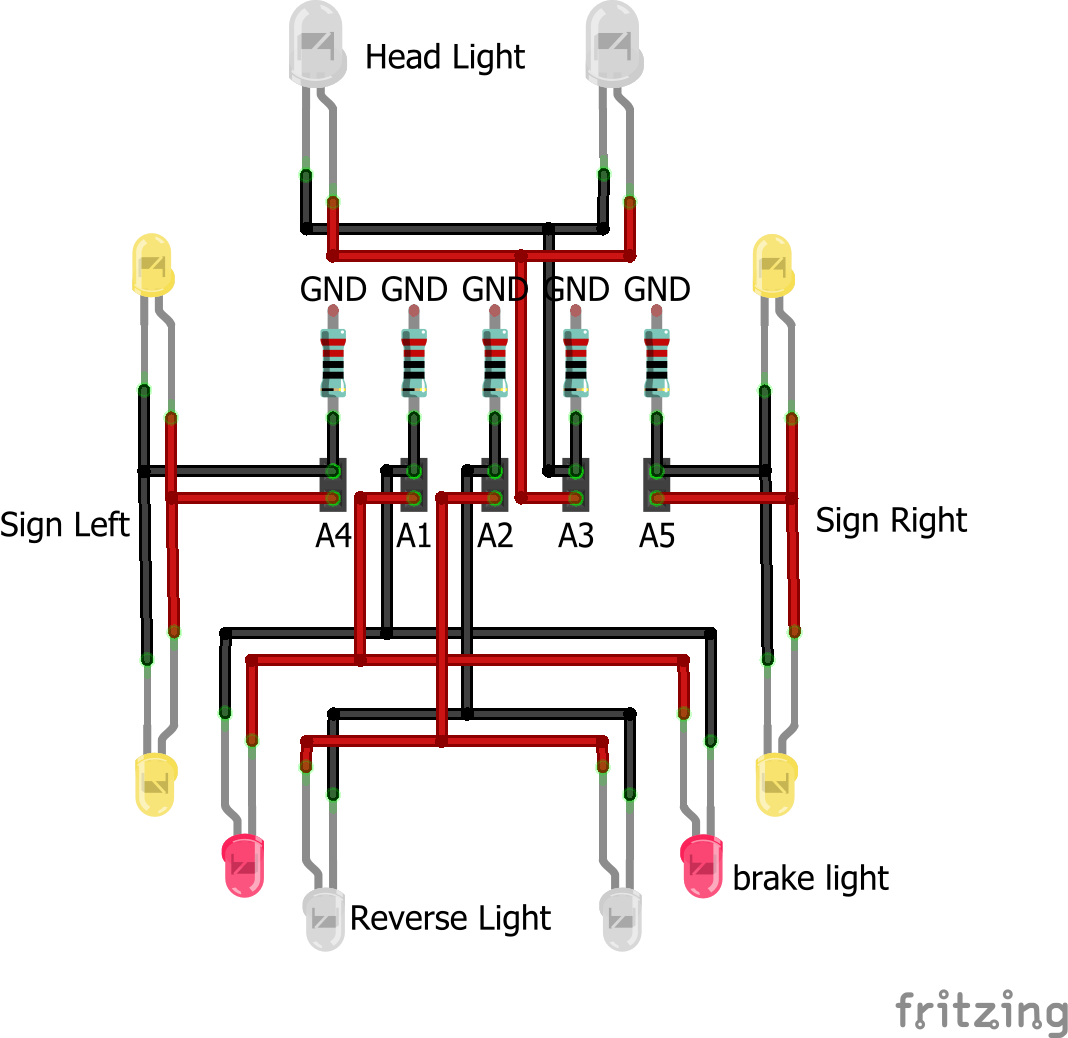 Head Light
GND GND GND GND GND
A4 A1 A2 A3 A5
Sign Left
Sign Right
brake light
Reverse Light
fritzing